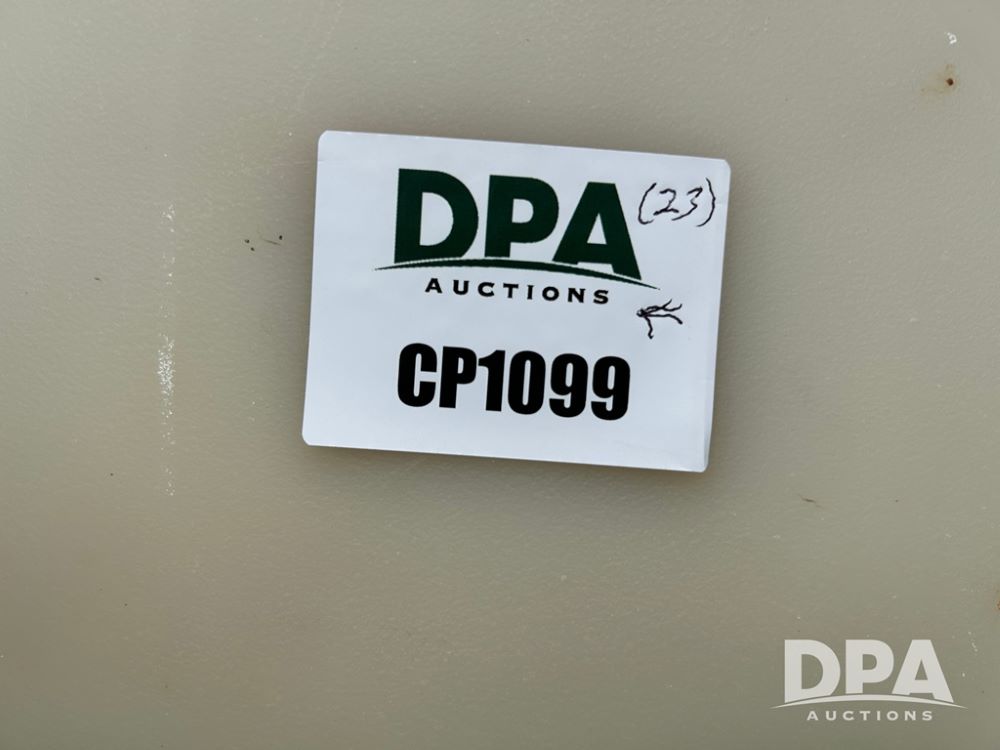 DPA (23)
AUCTIONS
CP1099
DPA
AUCTIONS